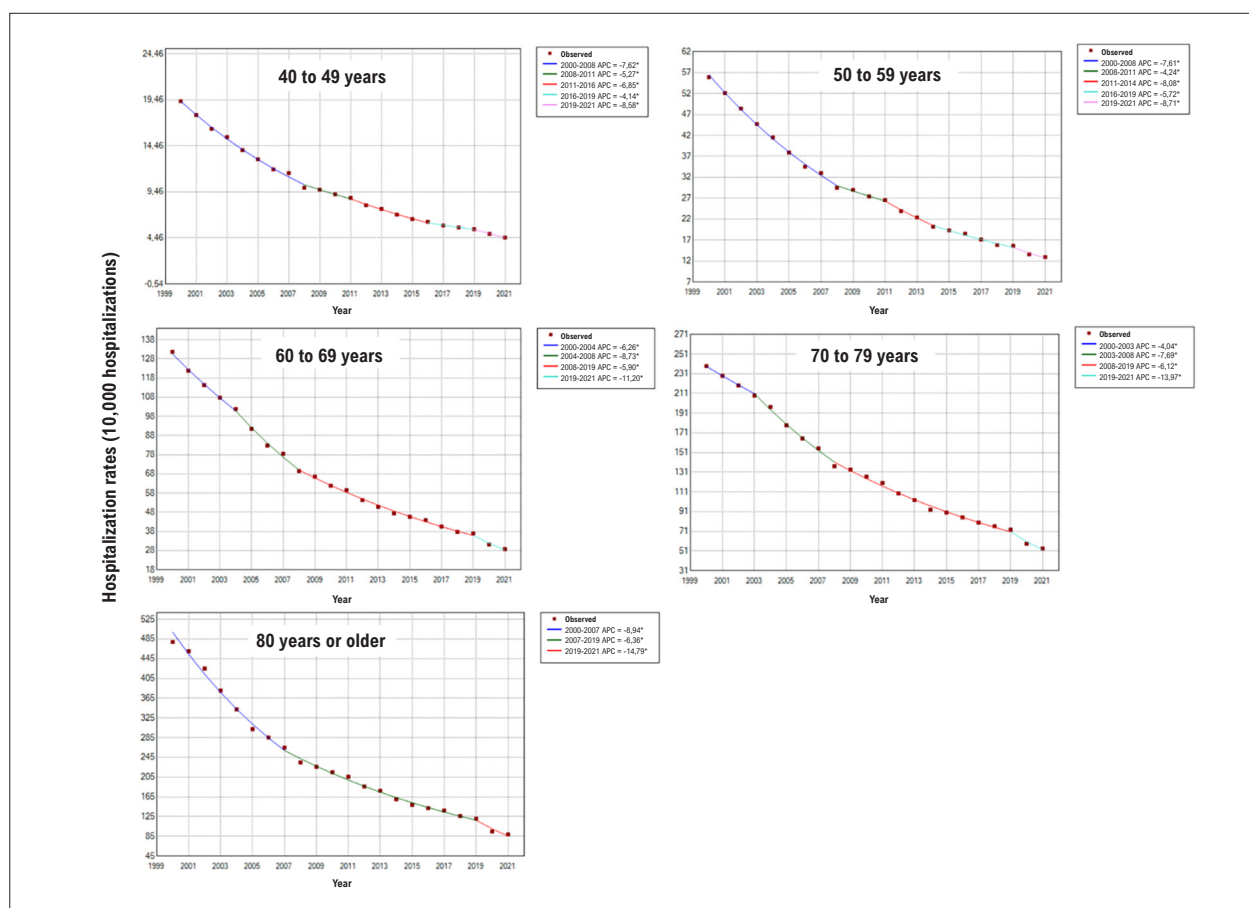 Hospitalization rates (10,000 hospitalizations)
40 to 49 years
24,46
19,46
14,46
9,46
4,46
-0,54
1999 2001 2003 2005 2007 2009 2011 2013 2015 2017 2019 2021
Year
Observed
2000-2008 APC = -7,62*
2008-2011 APC = -5,27*
2011-2016 APC = -6,85*
2016-2019 APC = -4,14*
2019-2021 APC = -8,58*
50 to 59 years
62
57
52
47
42
37
32
27
22
17
12
7
1999 2001 2003 2005 2007 2009 2011 2013 2015 2017 2019 2021
Year
Observed
2000-2008 APC = -7,61*
2008-2011 APC = -4,24*
2011-2014 APC = -8,08*
2014-2019 APC = -5,72*
2019-2021 APC = -8,71*
60 to 69 years
138
128
118
108
98
88
78
68
58
48
38
28
18
1999 2001 2003 2005 2007 2009 2011 2013 2015 2017 2019 2021
Year
Observed
2000-2004 APC = -6,26*
2004-2008 APC = -8,73*
2008-2019 APC = -5,90*
2019-2021 APC = -11,20*
70 to 79 years
271
251
231
211
191
171
151
131
111
91
71
51
31
1999 2001 2003 2005 2007 2009 2011 2013 2015 2017 2019 2021
Year
Observed
2000-2003 APC = -4,04*
2003-2008 APC = -7,69*
2008-2019 APC = -6,12*
2019-2021 APC = -13,97*
80 years or older
525
485
445
405
365
325
285
245
205
165
125
85
45
1999 2001 2003 2005 2007 2009 2011 2013 2015 2017 2019 2021
Year
Observed
2000-2007 APC = -8,94*
2007-2019 APC = -6,36*
2019-2021 APC = -14,79*